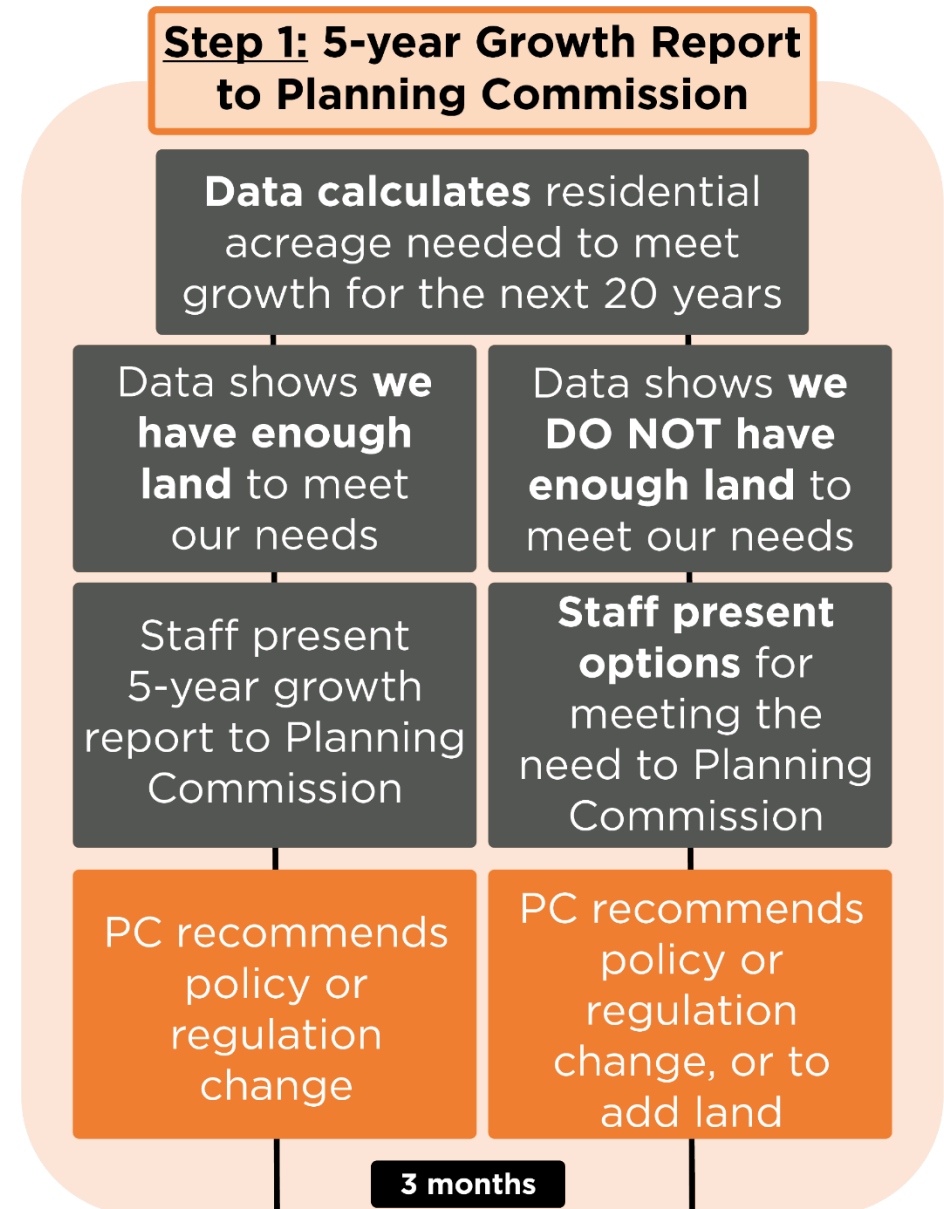 Step 1: 5-year Growth Report
to Planning Commission
Data calculates residential
acreage needed to meet
growth for the next 20 years
Data shows we
have enough
land to meet
our needs
Data shows we
DO NOT have
enough land to
meet our needs
Staff present
5-year growth
report to Planning
Commission
Staff present
options for
meeting the
need to Planning
Commission
PC recommends
policy or
regulation
change
PC recommends
policy or
regulation
change, or to
add land
3 months